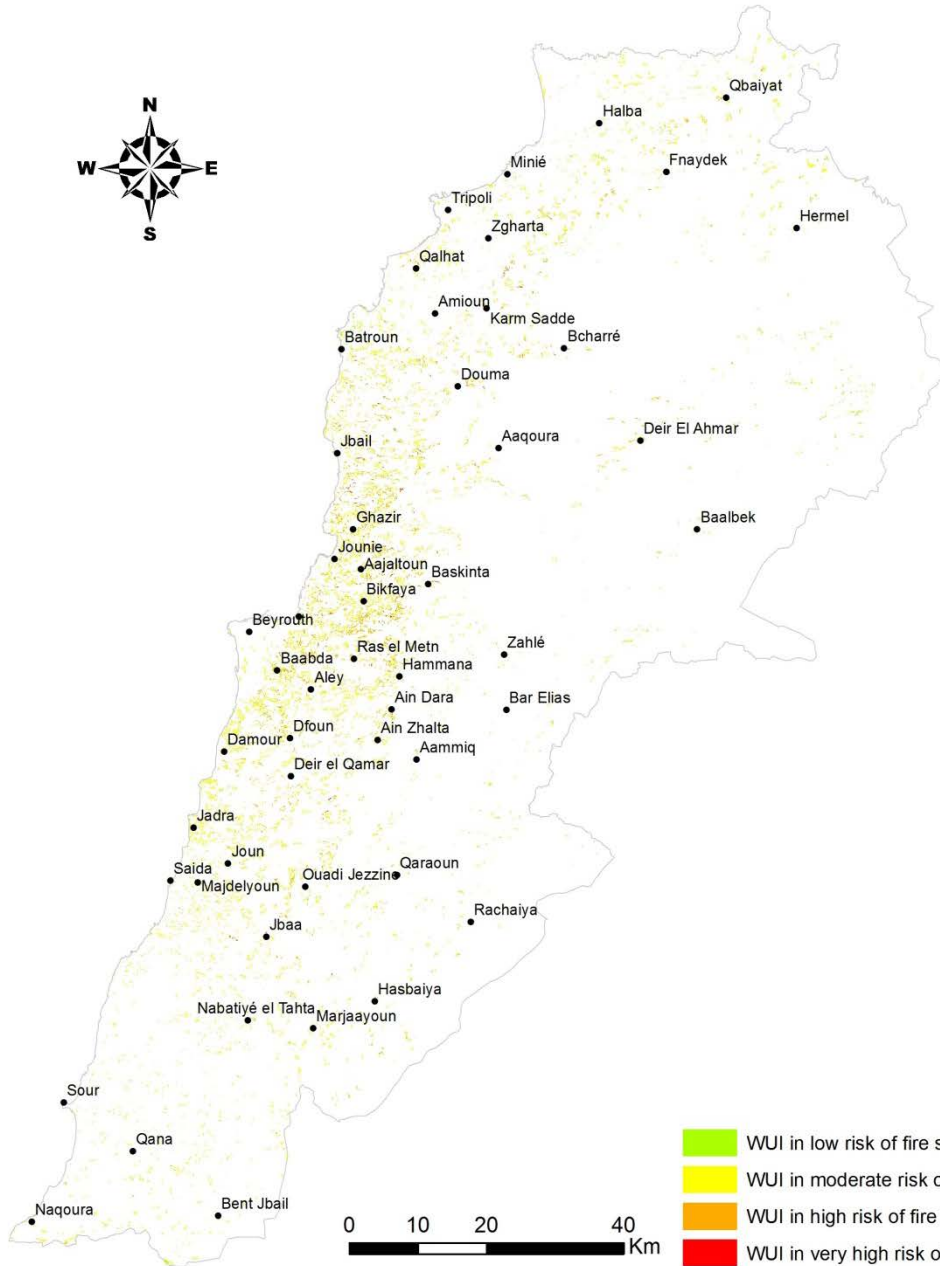 N
W E
S
Qbaiyat
Halba
Minié
Fnaydek
Tripoli
Hermel
Zgharta
Qalhat
Amioun
Karm Sadde
Batroun
Bcharré
Douma
Deir El Ahmar
Jbail
Aaqoura
Ghazir
Baalbek
Jounie
Aajaltoun
Baskinta
Bikfaya
Beyrouth
Ras el Metn
Zahlé
Baabda
Hammana
Aley
Ain Dara
Bar Elias
Dfoun
Ain Zhalta
Damour
Aammiq
Deir el Qamar
Jadra
Joun
Saida
Ouadi Jezzine
Qaraoun
Majdelyoun
Rachaiya
Jbaa
Hasbaiya
Nabatiyé el Tahta
Marjaayoun
Sour
Qana
Naqoura
Bent Jbail
0 10 20 40
Km
WUI in low risk of fire
WUI in moderate risk
WUI in high risk of fire
WUI in very high risk